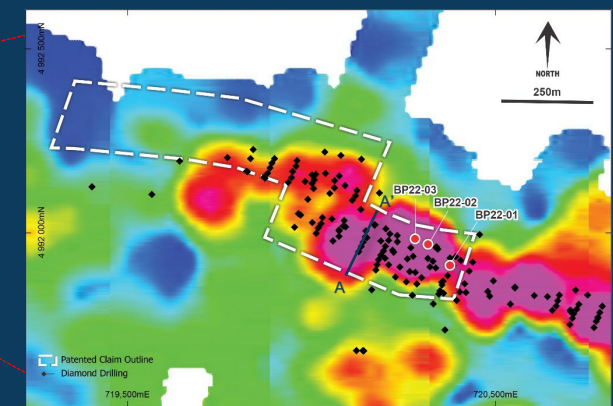 4 992 500mN
NORTH
250m
BP22-03
BP22-02
BP22-01
A'
4 992 000mN
A
Patented Claim Outline
Diamond Drilling
719,500mE
720,500mE